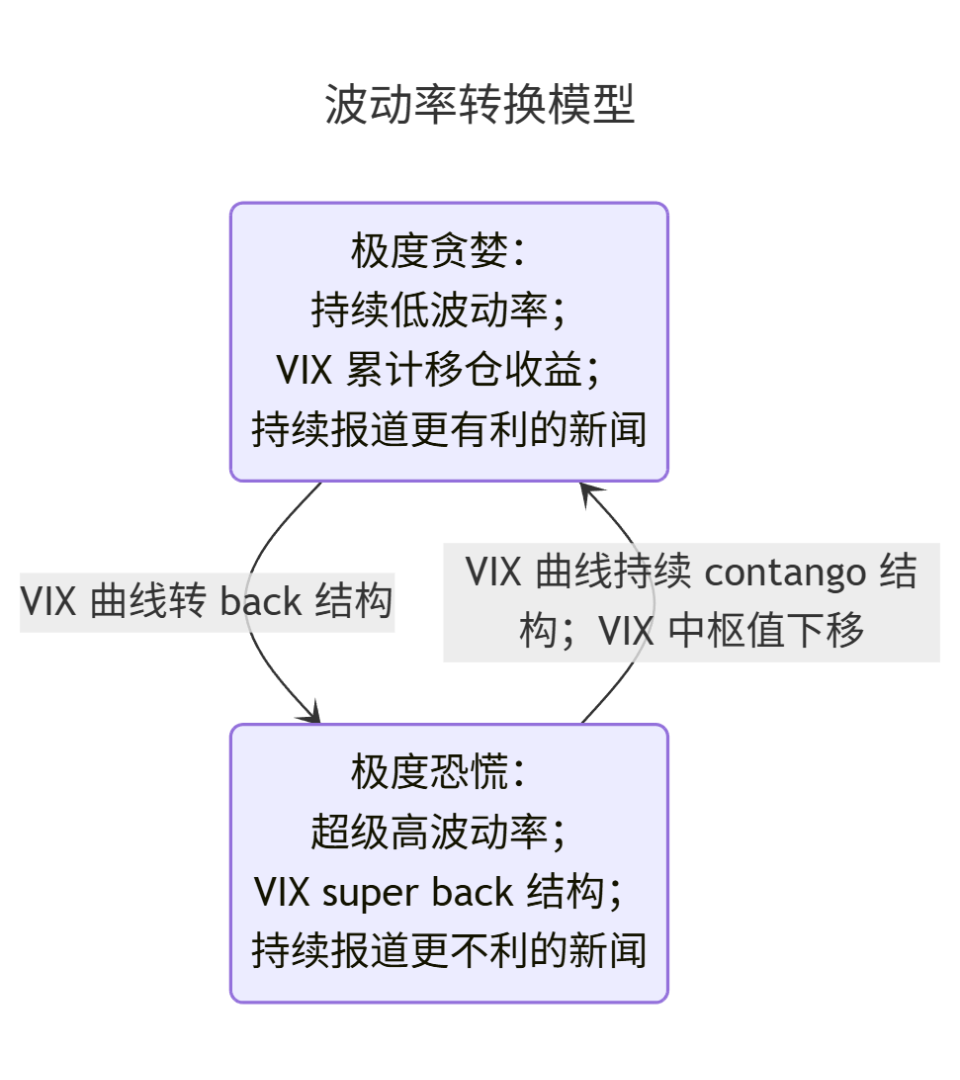 波动率转换模型
极度贪婪：
持续低波动率；
VIX 累计移仓收益；
持续报道更有利的新闻
VIX 曲线转 back 结构
VIX 曲线持续 contango 结
构；VIX 中枢值下移
极度恐慌：
超级高波动率；
VIX super back 结构；
持续报道更不利的新闻